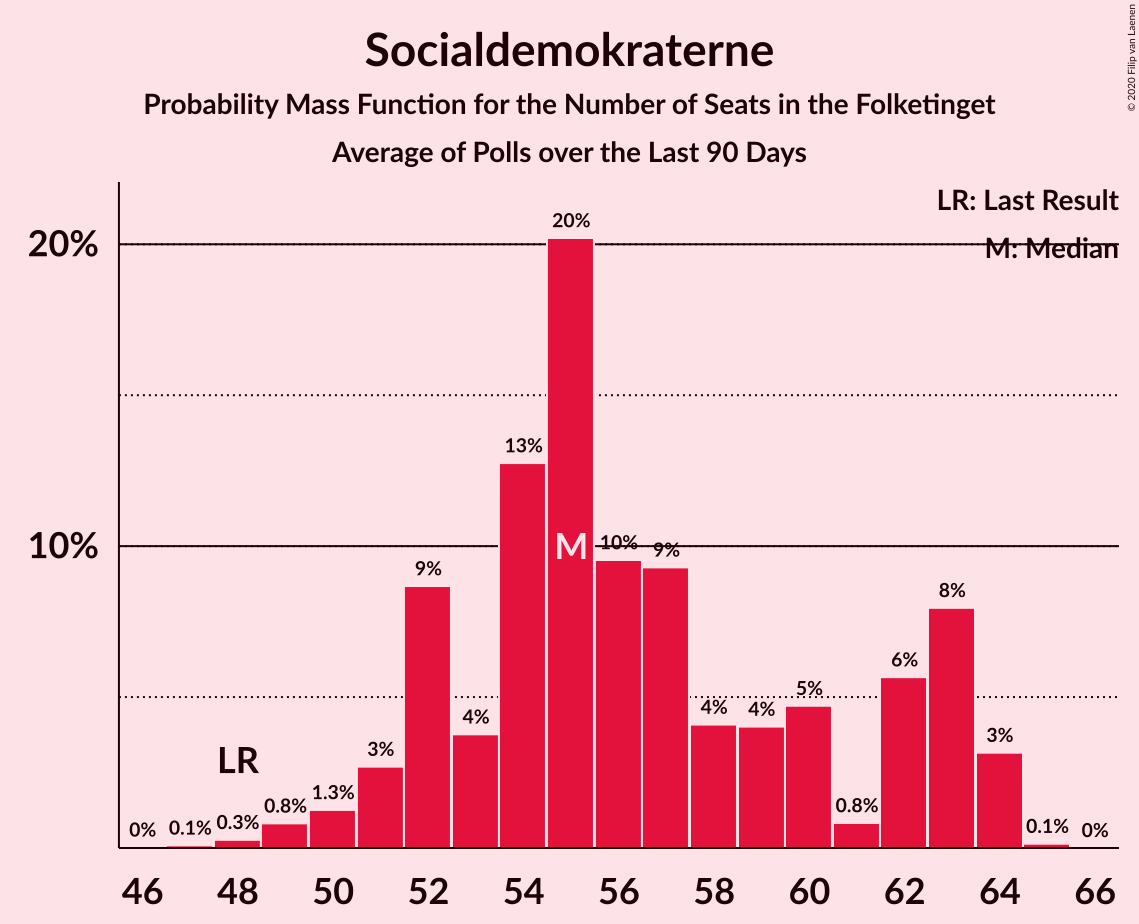 Socialdemokraterne
Probability Mass Function for the Number of Seats in the Folketinget
Average of Polls over the Last 90 Days
© 2020 Filip van Laenen
LR: Last Result
M: Median
20%
10%
0%
0.1%
0.3%
0.8%
1.3%
3%
9%
4%
13%
20%
10%
9%
4%
4%
5%
0.8%
6%
8%
3%
0.1%
0%
LR
M
46 48 50 52 54 56 58 60 62 64 66